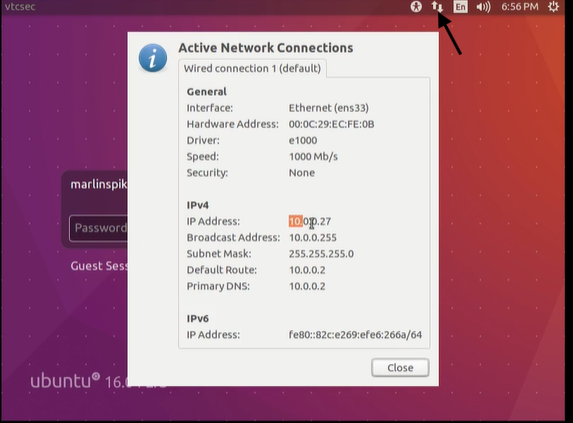 vtcsec
En
6:56 PM
Active Network Connections
Wired connection 1 (default)
General
Interface: Ethernet (ens33)
Hardware Address: 00:0C:29:EC:FE:0B
Driver: e1000
Speed: 1000 Mb/s
Security: None
IPv4
IP Address: 10.0.0.27
Broadcast Address: 10.0.0.255
Subnet Mask: 255.255.255.0
Default Route: 10.0.0.2
Primary DNS: 10.0.0.2
IPv6
IP Address: fe80::82c:e269:efe6:266a/64
Close
marlinspik
Password
Guest Sess
ubuntu® 16.0